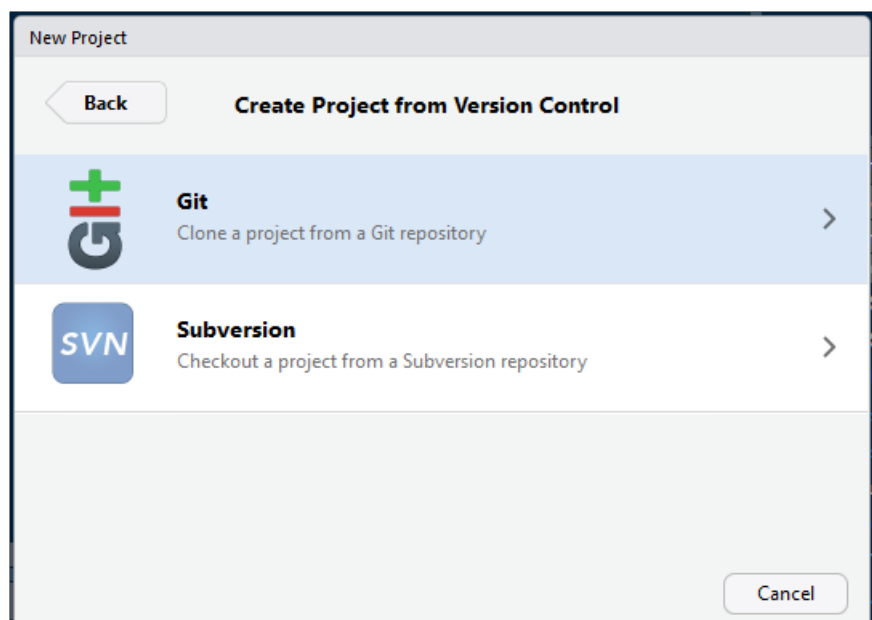 New Project
Back
Create Project from Version Control
git
Git
Clone a project from a Git repository
SVN
Subversion
Checkout a project from a Subversion repository
Cancel